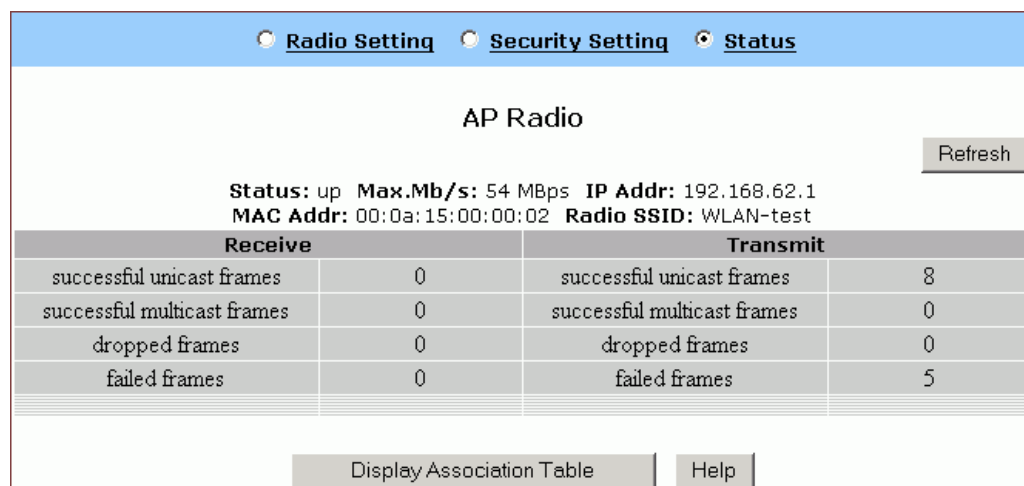 Radio Setting Security Setting Status
AP Radio
Refresh
Status: up Max.Mb/s: 54 MBps IP Addr: 192.168.62.1
MAC Addr: 00:0a:15:00:00:02 Radio SSID: WLAN-test
Receive Transmit
successful unicast frames 0 successful unicast frames 8
successful multicast frames 0 successful multicast frames 0
dropped frames 0 dropped frames 0
failed frames 0 failed frames 5
Display Association Table Help